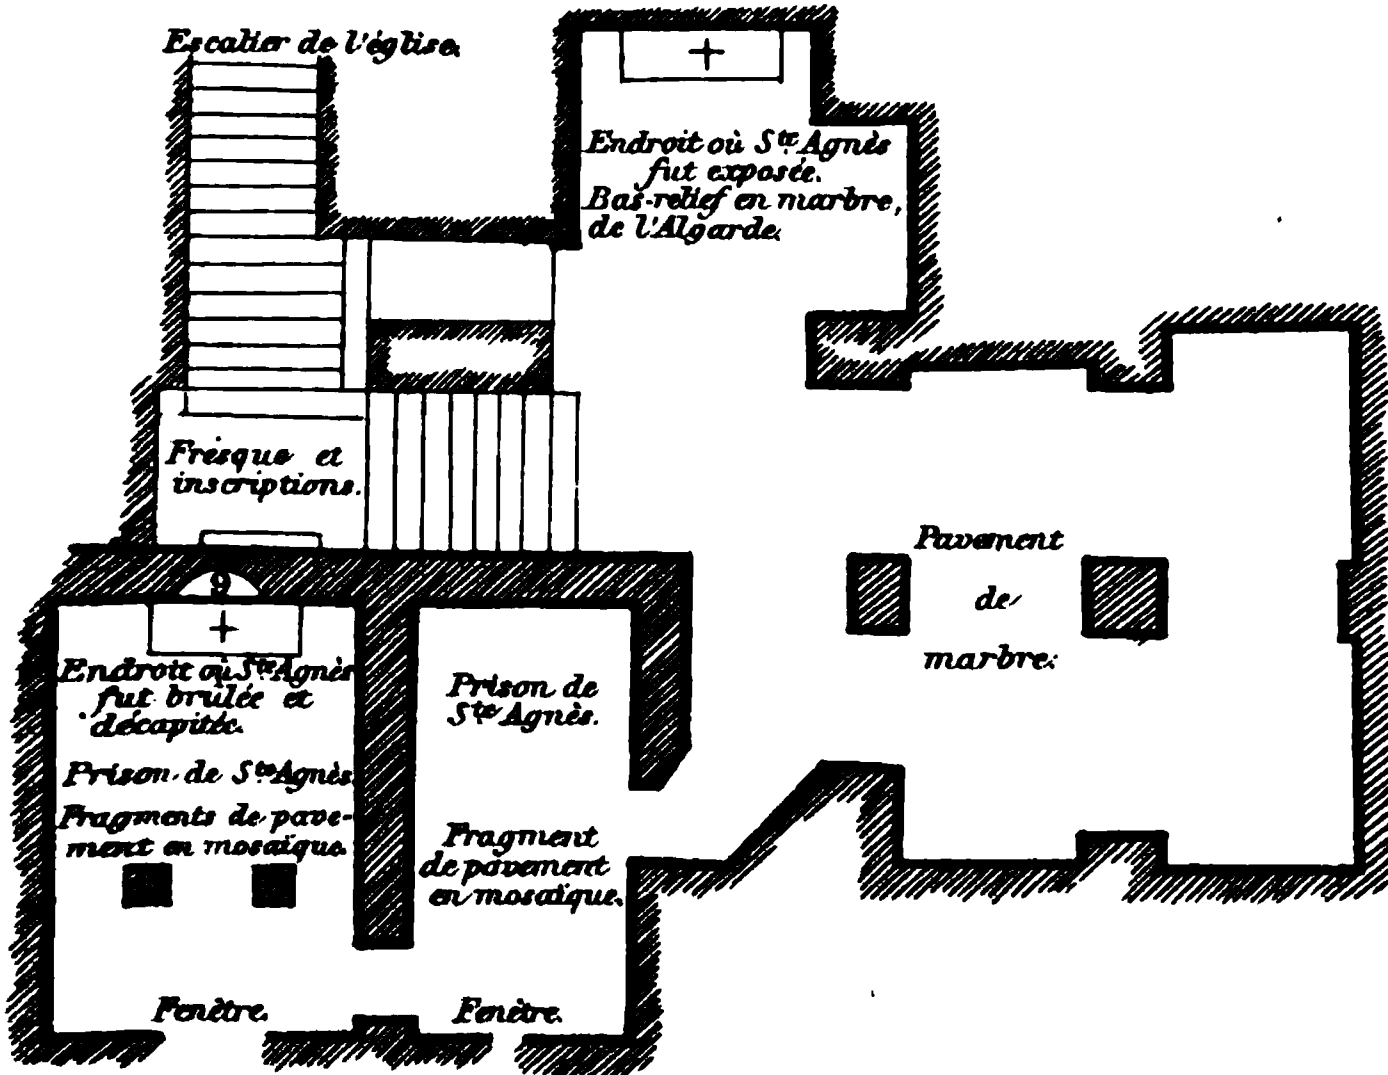 Escalier de l'église.
Endroit où Ste Agnès
fut exposée.
Bas-relief en marbre,
de l'Algarde.
Fresque et
inscriptions.
9
Endroit où Ste Agnès
fut brûlée et
décapitée.
Prison de Ste Agnès.
Fragments de pave-
ment en mosaïque.
Fenêtre.
Prison de
Ste Agnès.
Fragment
de pavement
en mosaïque.
Fenêtre.
Pavement
de
marbre.